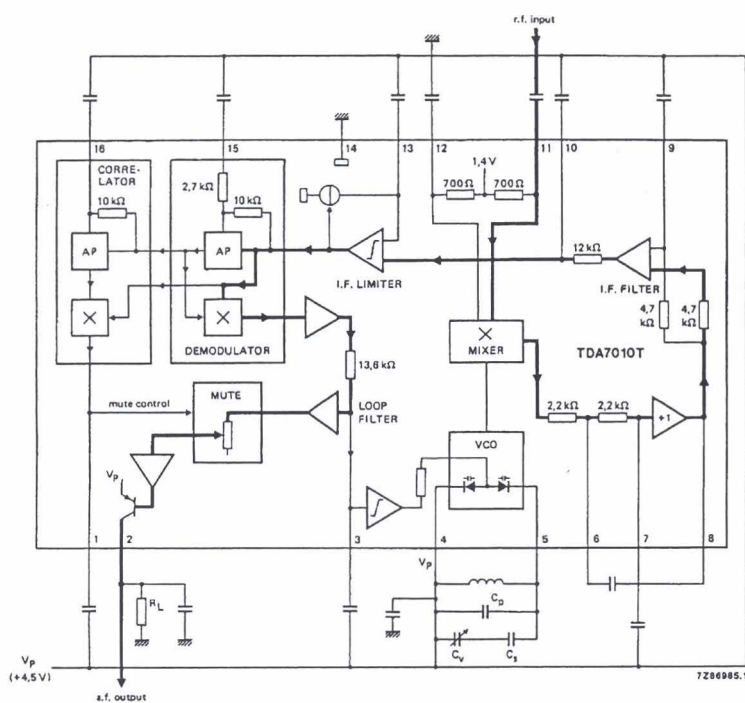 r.f. input
16
15
14
13
12
11
10
9
CORRE-
LATOR
2,7 kΩ
10 kΩ
10 kΩ
1,4 V
700 Ω
700 Ω
AP
AP
I.F. LIMITER
12 kΩ
I.F. FILTER
4,7
kΩ
4,7
kΩ
DEMODULATOR
MIXER
TDA7010T
13,6 kΩ
mute control
MUTE
LOOP
FILTER
2,2 kΩ
2,2 kΩ
+1
VCO
VP
1
2
3
4
5
6
7
8
VP
RL
Cp
Cv
Cs
VP
(+4,5 V)
a.f. output
7Z86985.1